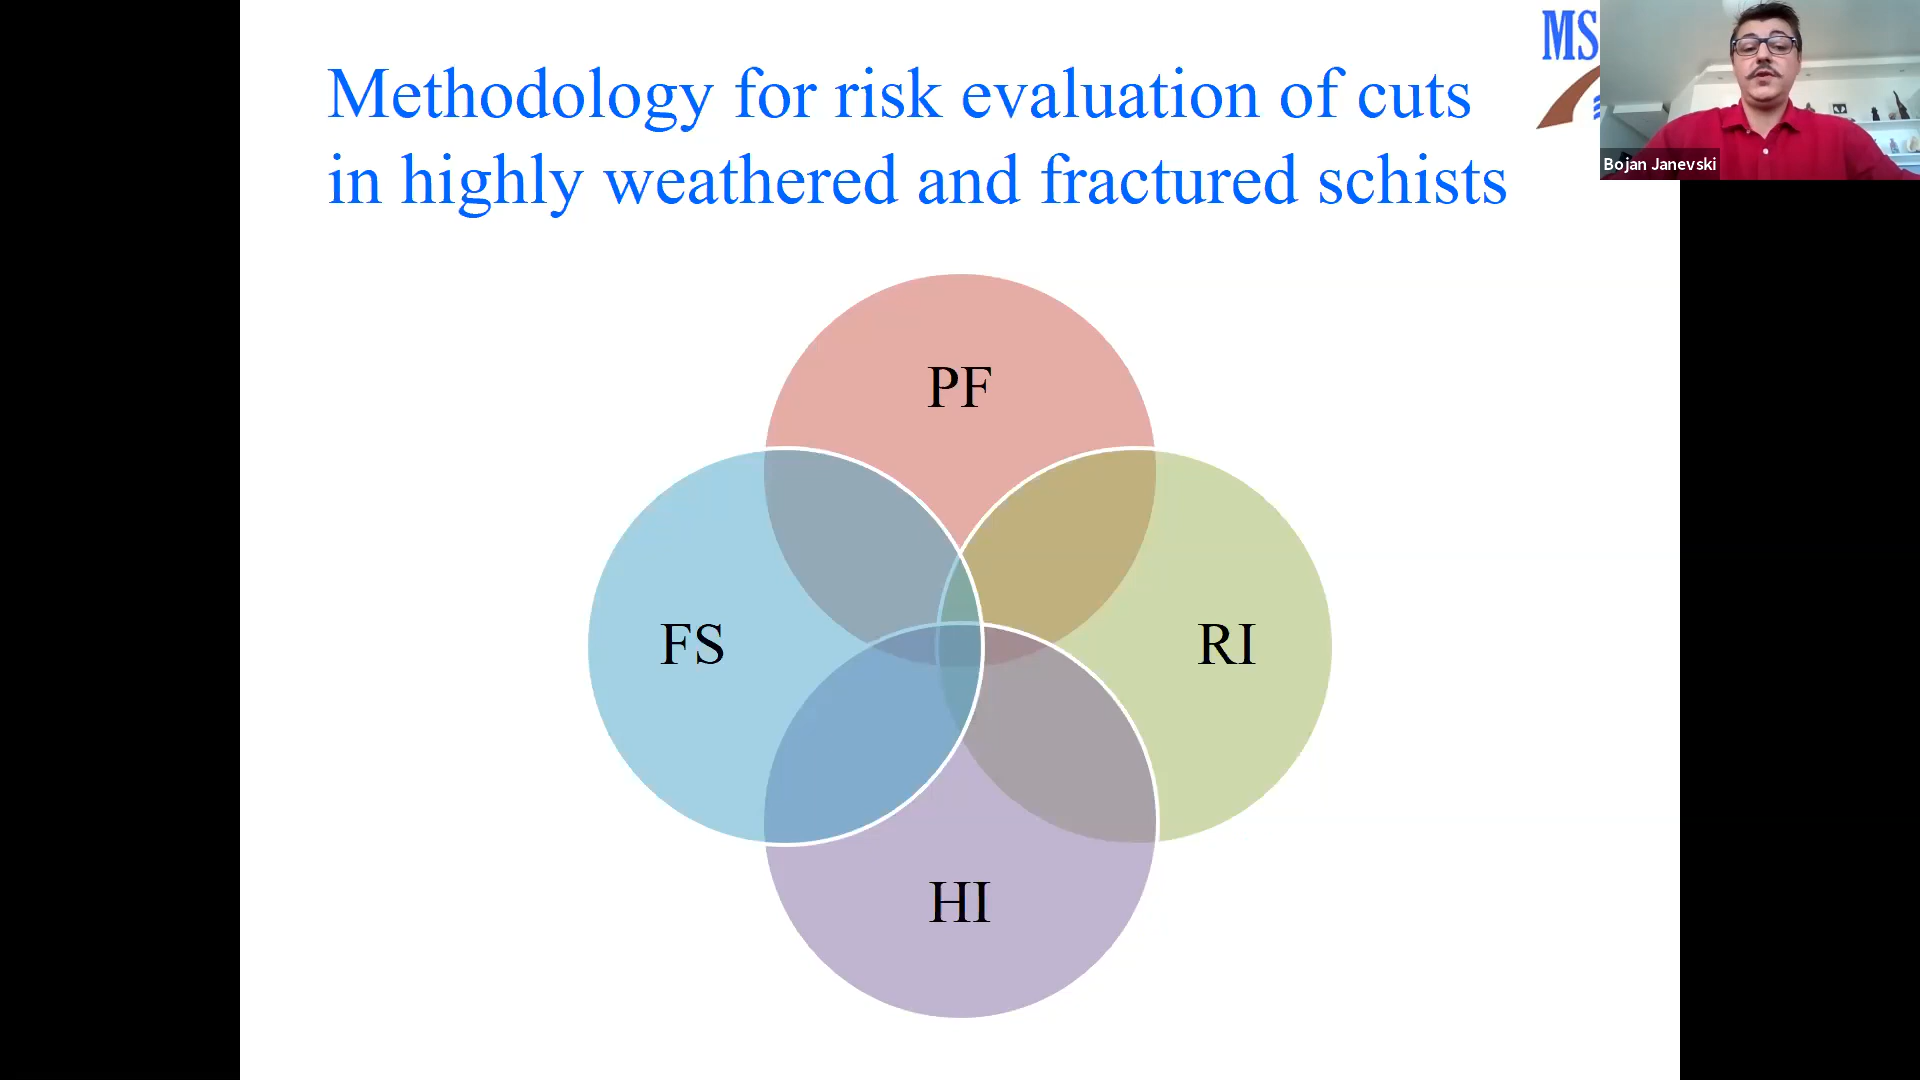 Methodology for risk evaluation of cuts
in highly weathered and fractured schists
MS
Bojan Janevski
PF
FS
RI
HI